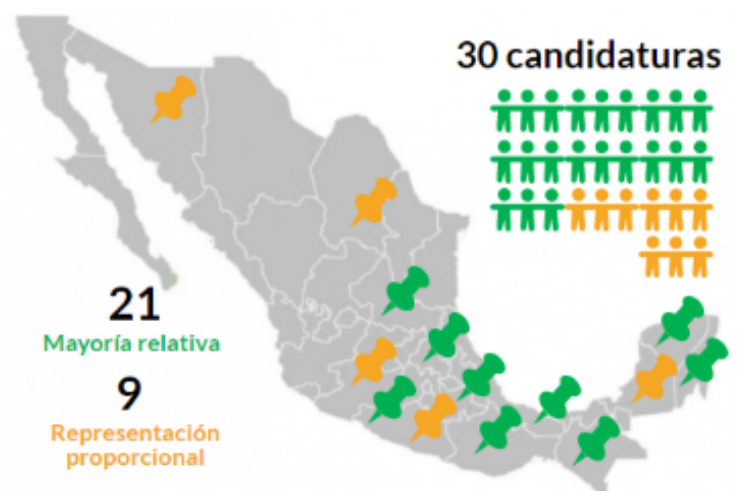 30 candidaturas
21
Mayoría relativa
9
Representación
proporcional